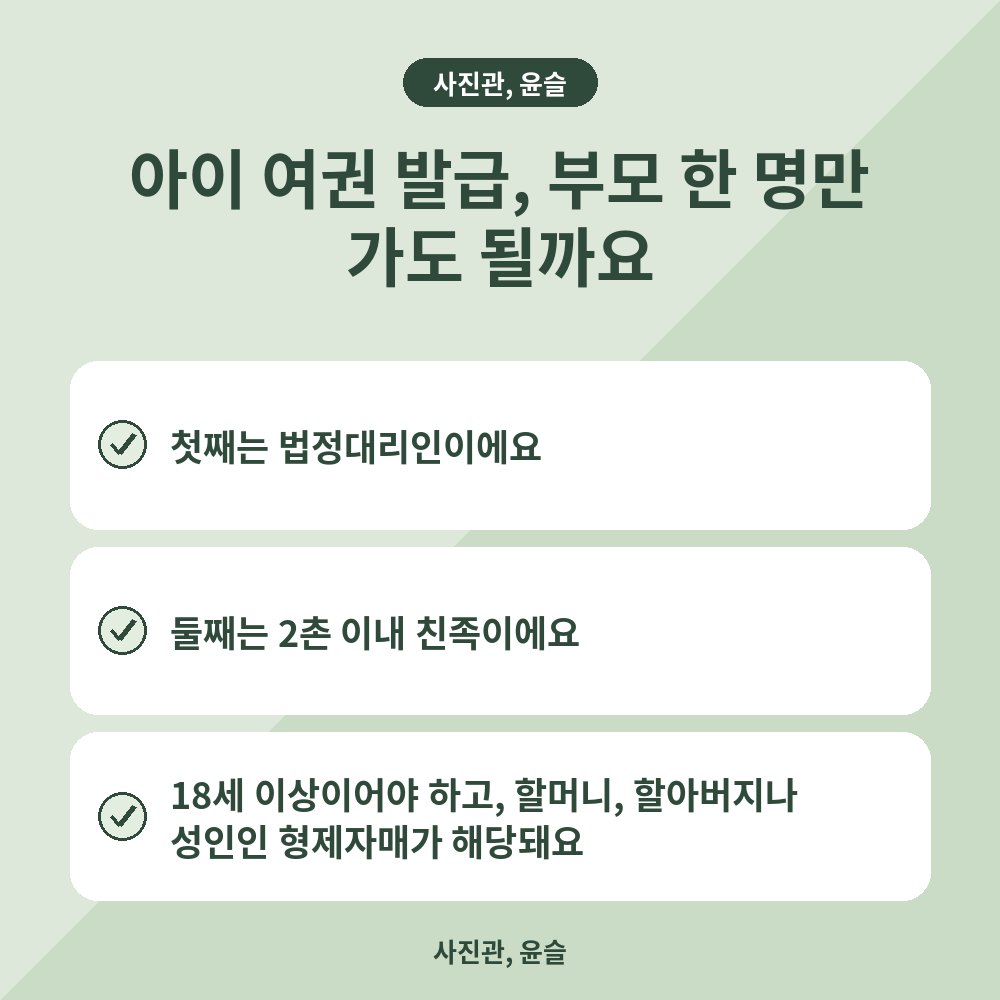 사진관, 윤슬
아이 여권 발급, 부모 한 명만
가도 될까요
첫째는 법정대리인이에요
둘째는 2촌 이내 친족이에요
18세 이상이어야 하고, 할머니, 할아버지나
성인인 형제자매가 해당돼요
사진관, 윤슬